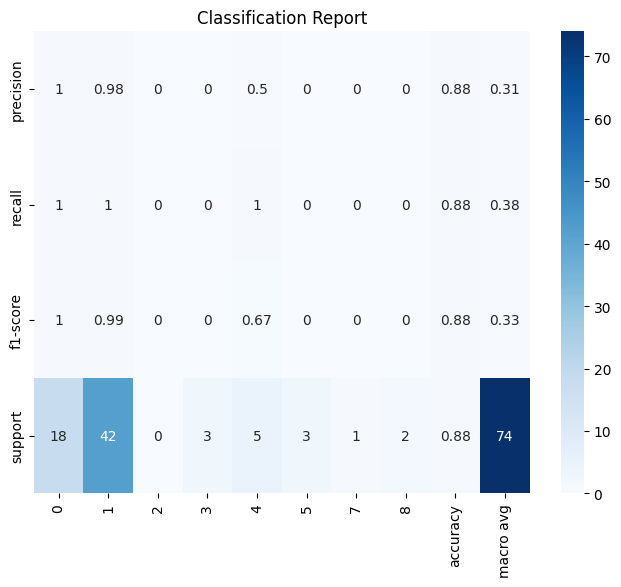 Classification Report
precision 1 0.98 0 0 0.5 0 0 0 0.88 0.31
recall 1 1 0 0 1 0 0 0 0.88 0.38
f1-score 1 0.99 0 0 0.67 0 0 0 0.88 0.33
support 18 42 0 3 5 3 1 2 0.88 74
0 1 2 3 4 5 7 8 accuracy macro avg
70
60
50
40
30
20
10
0